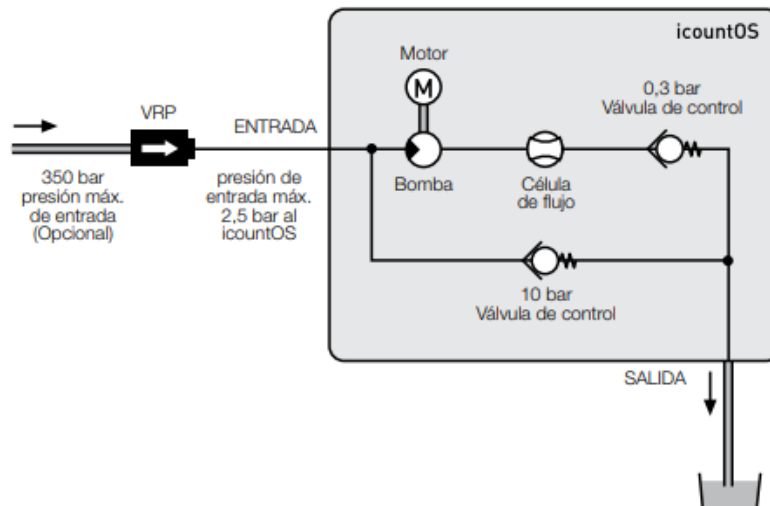 icountOS
Motor
M
0,3 bar
Válvula de control
VRP
ENTRADA
350 bar
presión máx.
de entrada
(Opcional)
presión de
entrada máx.
2,5 bar al
icountOS
Bomba
Célula
de flujo
10 bar
Válvula de control
SALIDA